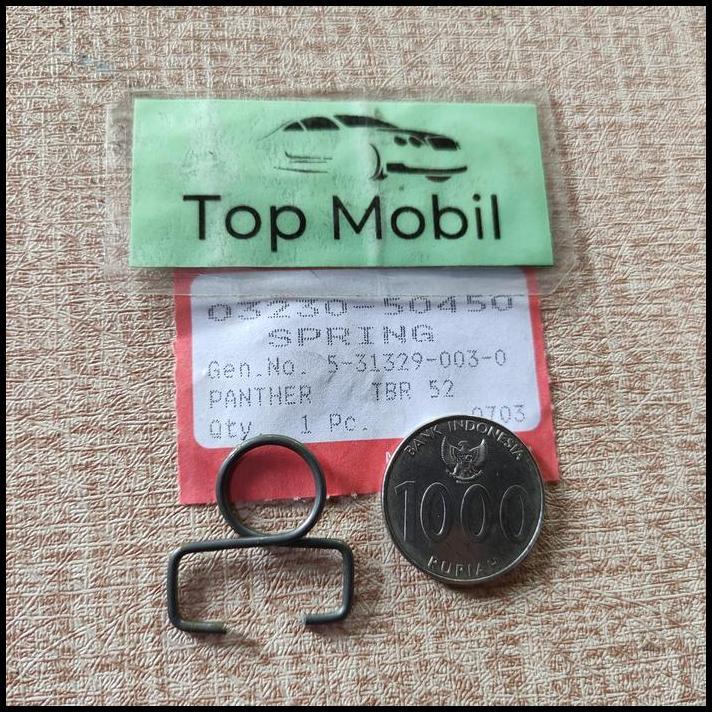 Top Mobil
03230-50450
SPRING
Gen.No. 5-31329-003-0
PANTHER TBR 52
0703
Qty 1 Pc.
BANK INDONESIA
1000
RUPIAH